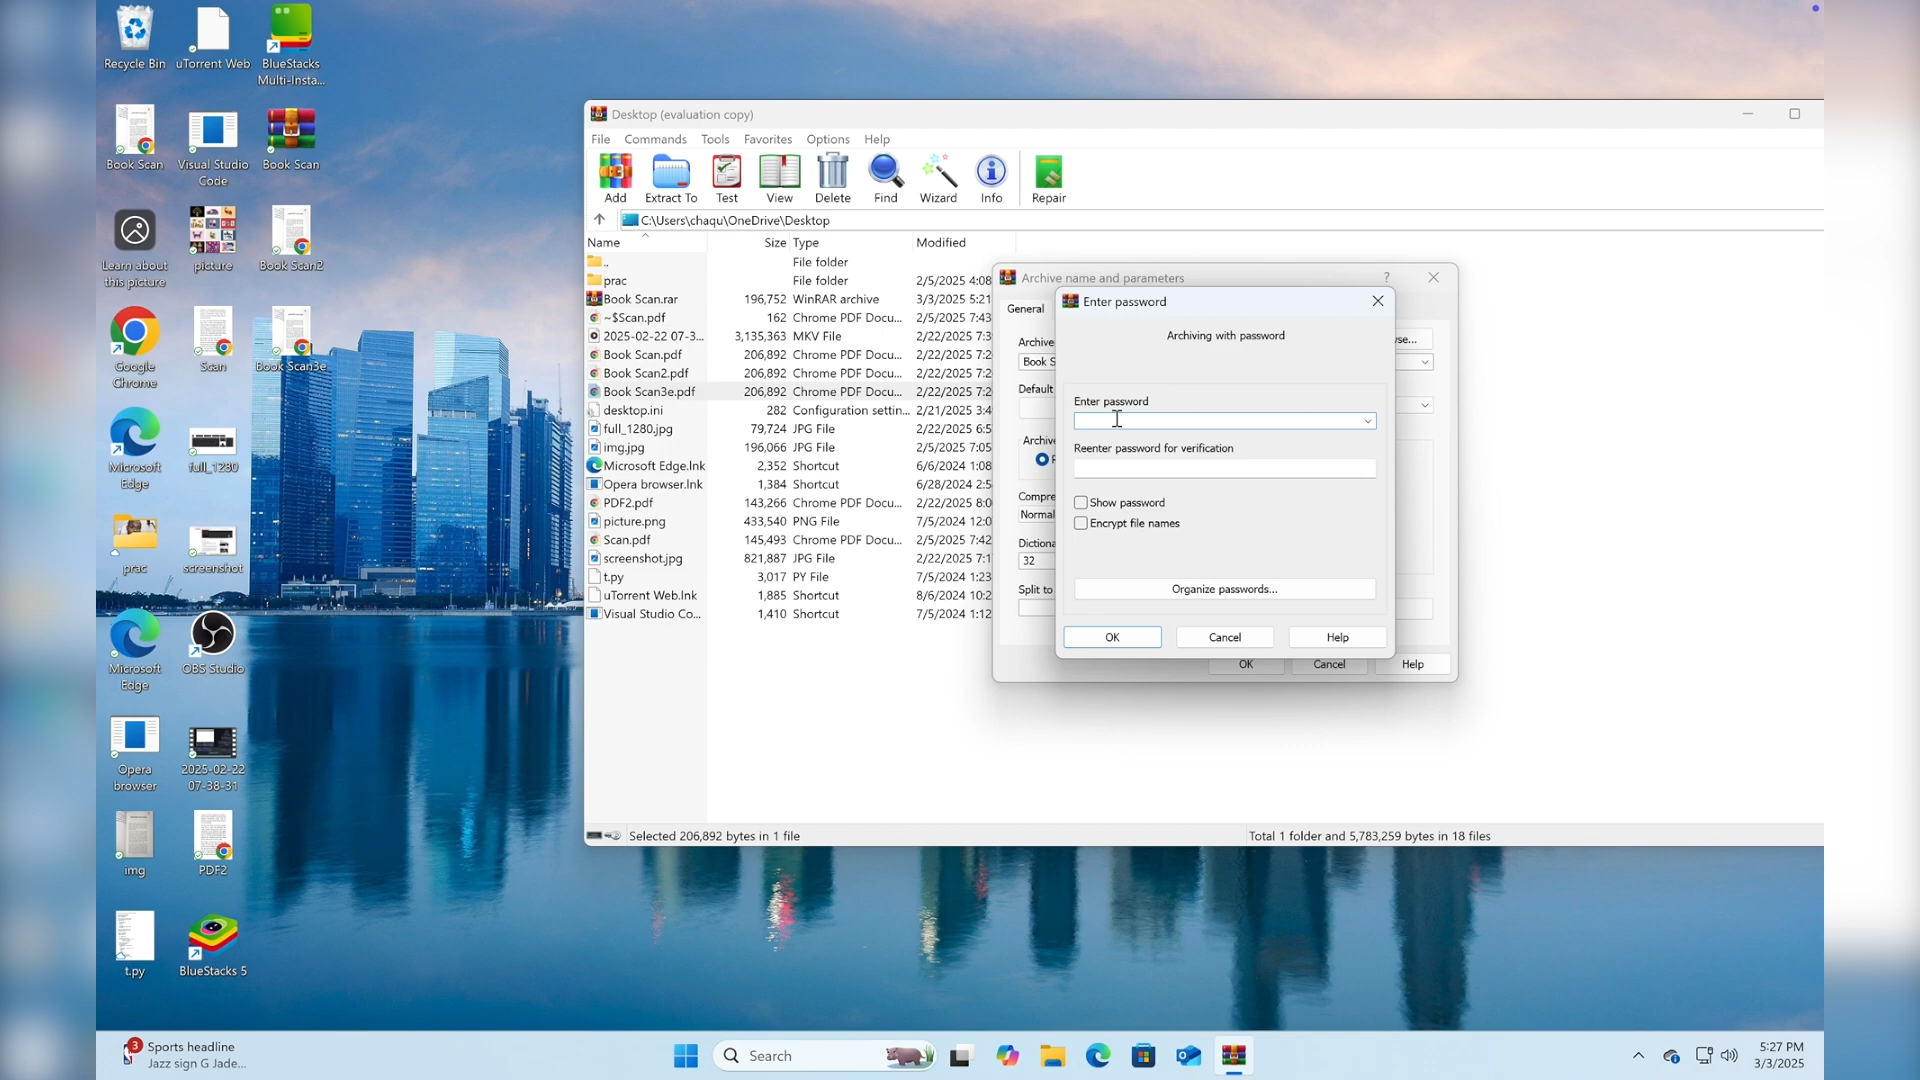 Recycle Bin
uTorrent Web
BlueStacks
Multi-Insta...
Book Scan
Visual Studio
Code
Book Scan
Learn about
this picture
picture
Book Scan2
Google
Chrome
Scan
Book Scan3e
Microsoft
Edge
full_1280
prac
screenshot
Microsoft
Edge
OBS Studio
Opera
browser
2025-02-22
07-38-31
img
PDF2
t.py
BlueStacks 5
Desktop (evaluation copy)
File Commands Tools Favorites Options Help
Add Extract To Test View Delete Find Wizard Info Repair
C:\Users\chaqu\OneDrive\Desktop
Name Size Type Modified
.. File folder
prac File folder 2/5/2025 4:08
Book Scan.rar 196,752 WinRAR archive 3/3/2025 5:21
~$Scan.pdf 162 Chrome PDF Docu... 2/5/2025 7:43
2025-02-22 07-3... 3,135,363 MKV File 2/22/2025 7:3
Book Scan.pdf 206,892 Chrome PDF Docu... 2/22/2025 7:2
Book Scan2.pdf 206,892 Chrome PDF Docu... 2/22/2025 7:2
Book Scan3e.pdf 206,892 Chrome PDF Docu... 2/22/2025 7:2
desktop.ini 282 Configuration settin... 2/21/2025 3:4
full_1280.jpg 79,724 JPG File 2/22/2025 6:5
img.jpg 196,066 JPG File 2/5/2025 7:05
Microsoft Edge.lnk 2,352 Shortcut 6/6/2024 1:08
Opera browser.lnk 1,384 Shortcut 6/28/2024 2:5
PDF2.pdf 143,266 Chrome PDF Docu... 2/22/2025 8:0
picture.png 433,540 PNG File 7/5/2024 12:0
Scan.pdf 145,493 Chrome PDF Docu... 2/5/2025 7:42
screenshot.jpg 821,887 JPG File 2/22/2025 7:1
t.py 3,017 PY File 7/5/2024 1:23
uTorrent Web.lnk 1,885 Shortcut 8/6/2024 10:2
Visual Studio Co... 1,410 Shortcut 7/5/2024 1:12
Selected 206,892 bytes in 1 file
Total 1 folder and 5,783,259 bytes in 18 files
Archive name and parameters ?
General
Archive
Book S
Default
Archive
Compre
Normal
Dictiona
32
Split to
OK Cancel Help
Enter password
Archiving with password
Enter password
Reenter password for verification
Show password
Encrypt file names
Organize passwords...
OK Cancel Help
3
Sports headline
Jazz sign G Jade...
Search
5:27 PM
3/3/2025